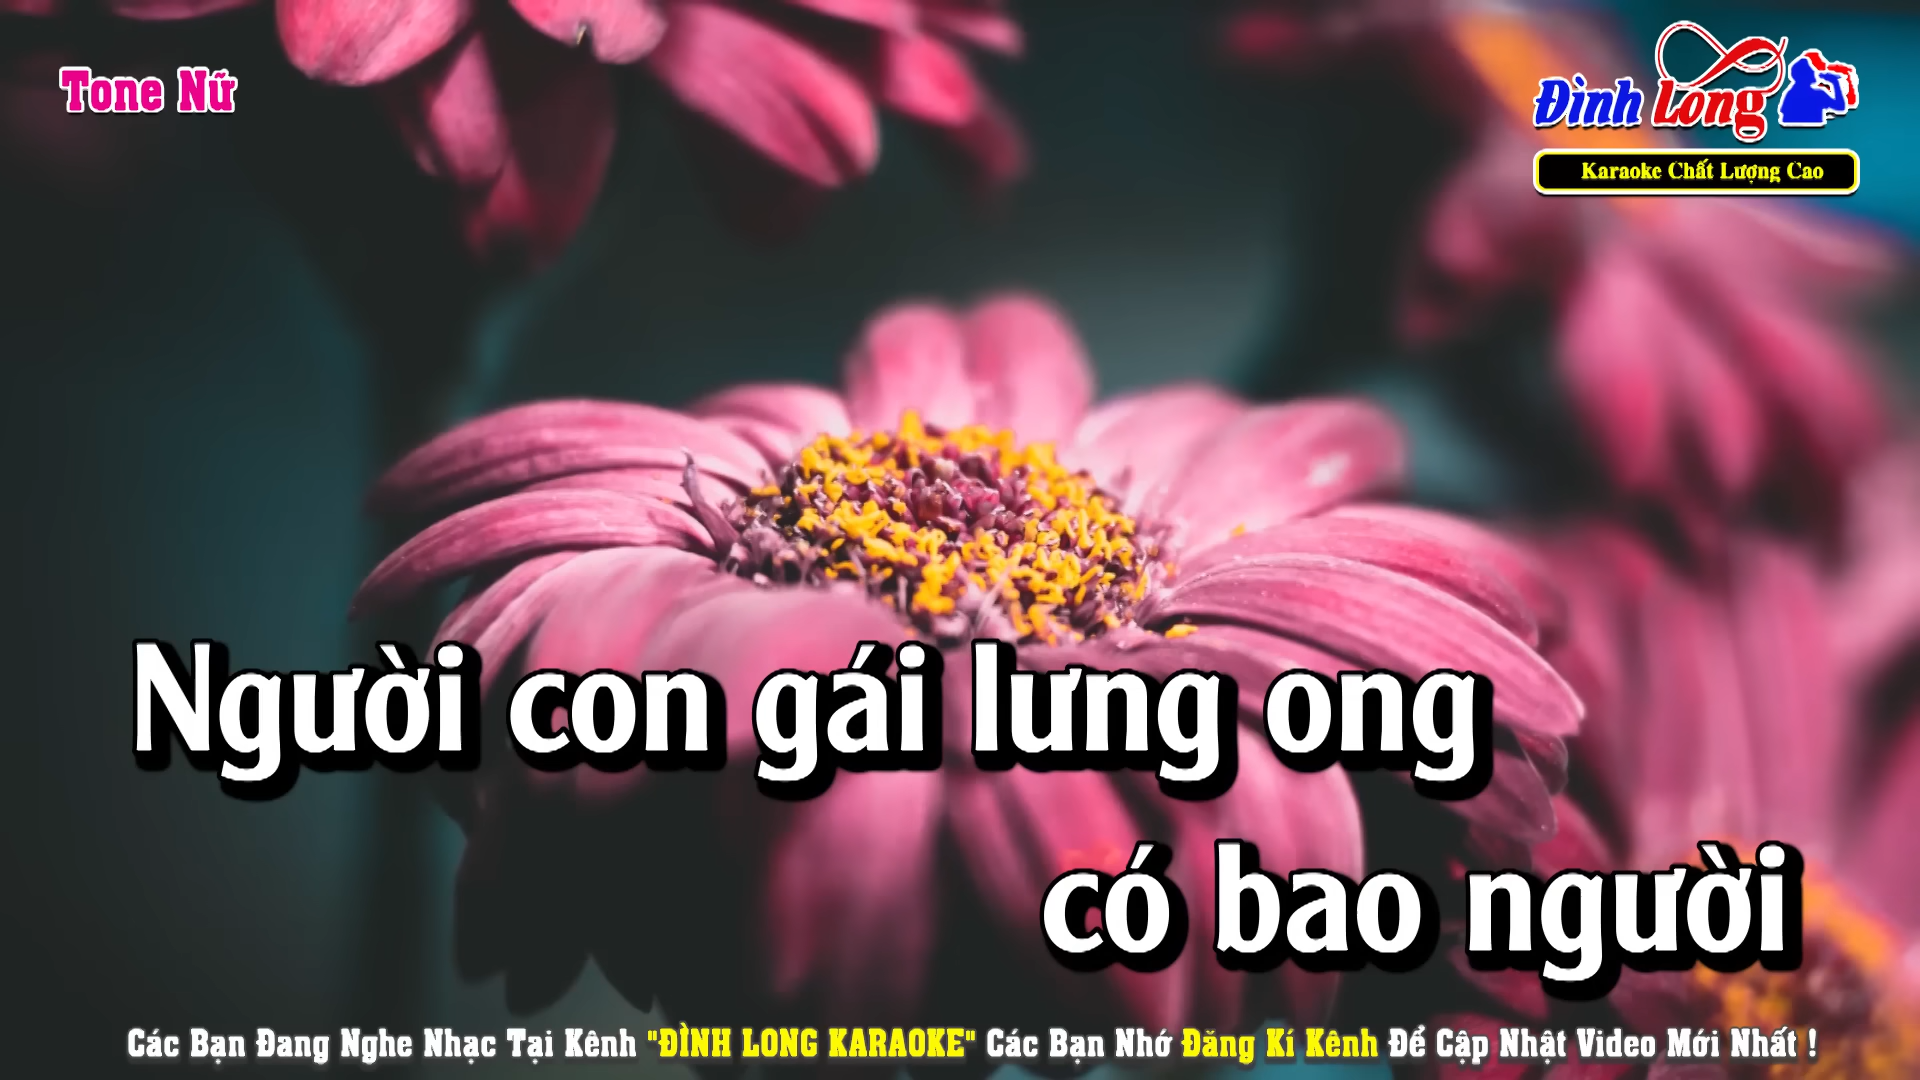 Tone Nữ
Đình Long
Karaoke Chất Lượng Cao
Người con gái lưng ong
có bao người
Các Bạn Đang Nghe Nhạc Tại Kênh "ĐÌNH LONG KARAOKE" Các Bạn Nhớ Đăng Kí Kênh Để Cập Nhật Video Mới Nhất !